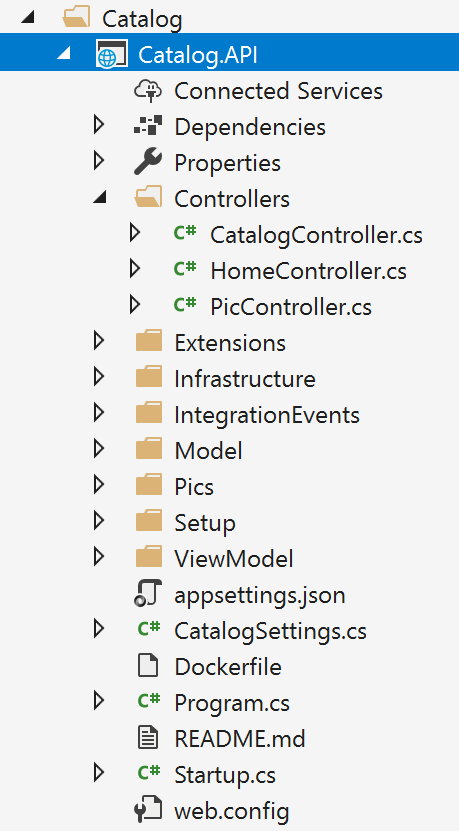 Catalog
Catalog.API
Connected Services
Dependencies
Properties
Controllers
C# CatalogController.cs
C# HomeController.cs
C# PicController.cs
Extensions
Infrastructure
IntegrationEvents
Model
Pics
Setup
ViewModel
appsettings.json
C# CatalogSettings.cs
Dockerfile
C# Program.cs
README.md
C# Startup.cs
web.config